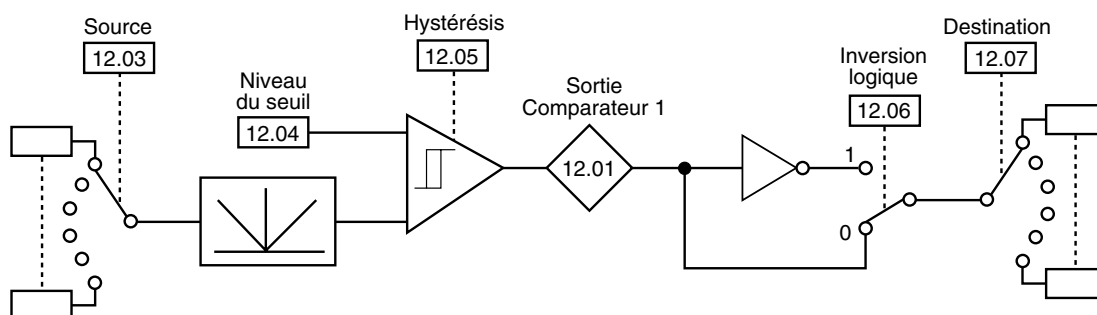 Source
12.03
Niveau
du seuil
12.04
Hystérésis
12.05
Sortie
Comparateur 1
12.01
Inversion
logique
12.06
1
0
Destination
12.07